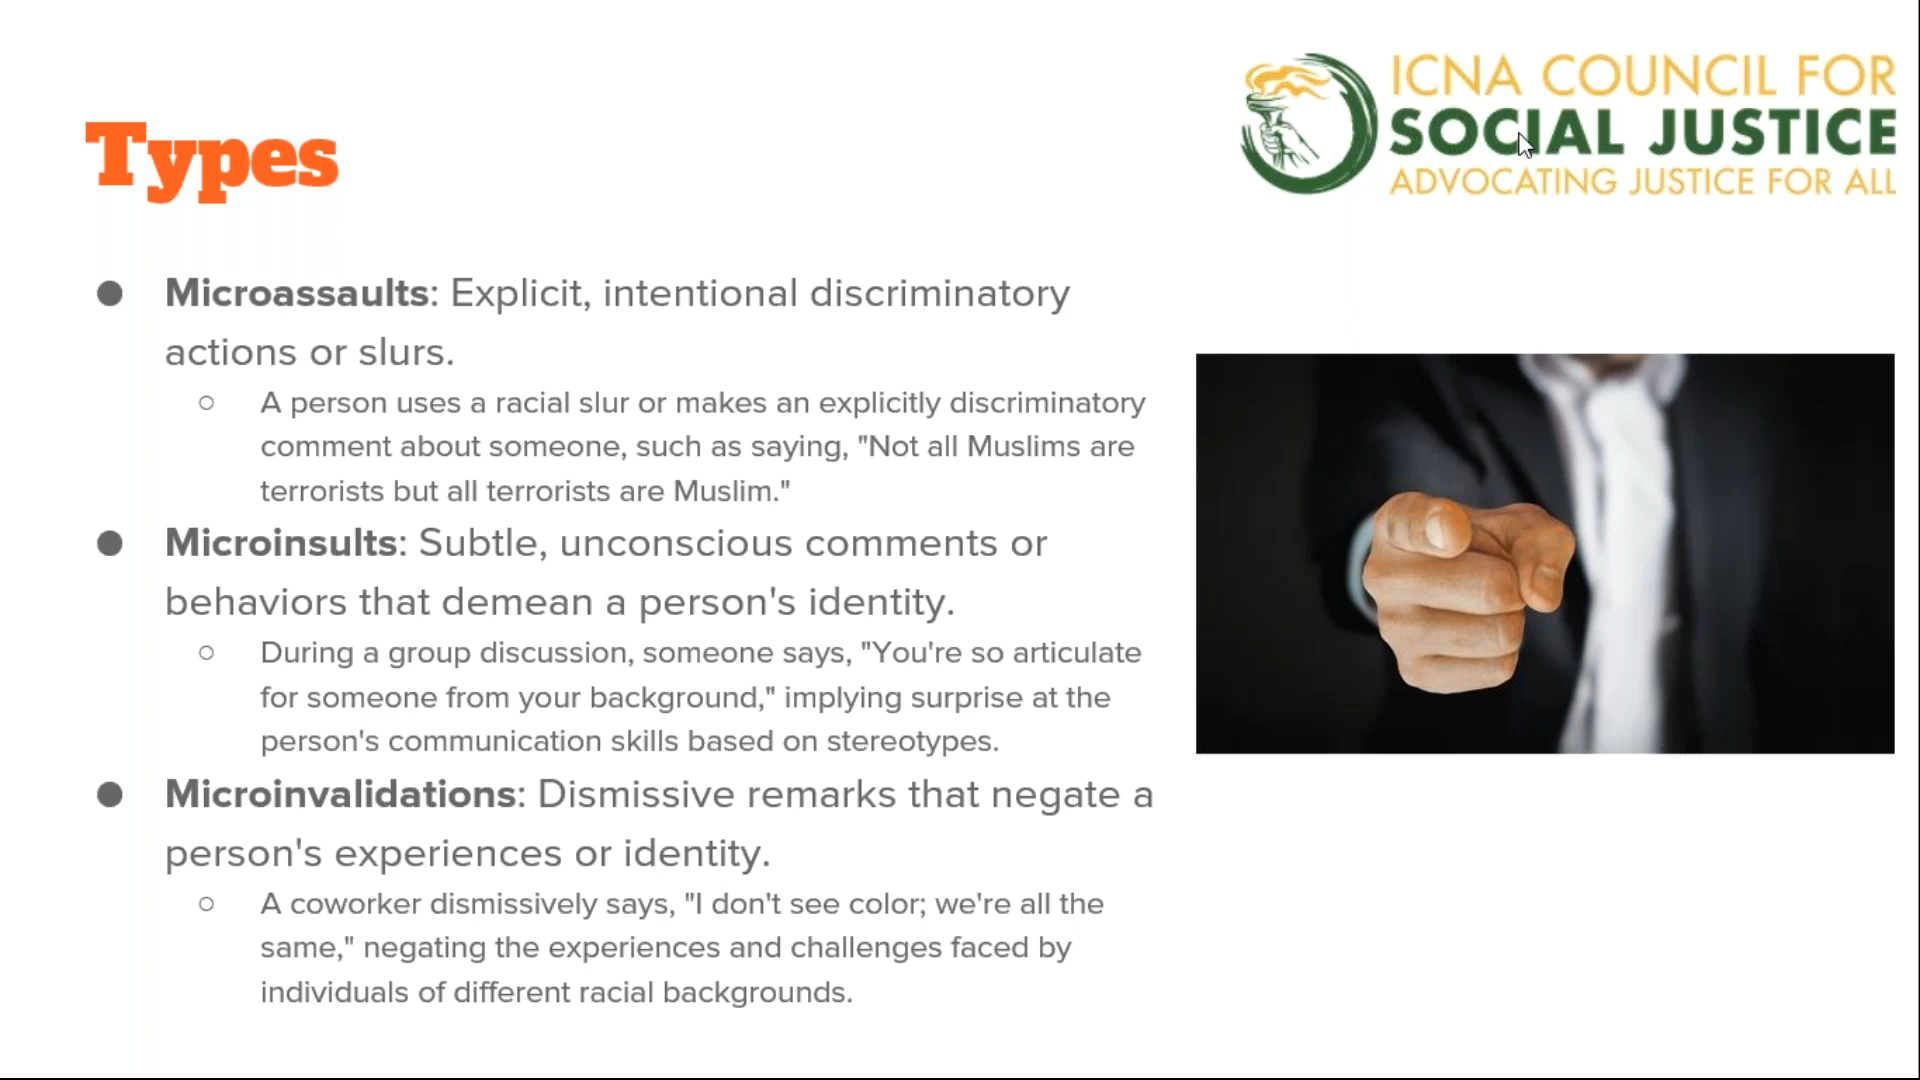 ICNA COUNCIL FOR
SOCIAL JUSTICE
ADVOCATING JUSTICE FOR ALL
Types
● Microassaults: Explicit, intentional discriminatory
actions or slurs.
○ A person uses a racial slur or makes an explicitly discriminatory
comment about someone, such as saying, "Not all Muslims are
terrorists but all terrorists are Muslim."
● Microinsults: Subtle, unconscious comments or
behaviors that demean a person's identity.
○ During a group discussion, someone says, "You're so articulate
for someone from your background," implying surprise at the
person's communication skills based on stereotypes.
● Microinvalidations: Dismissive remarks that negate a
person's experiences or identity.
○ A coworker dismissively says, "I don't see color; we're all the
same," negating the experiences and challenges faced by
individuals of different racial backgrounds.